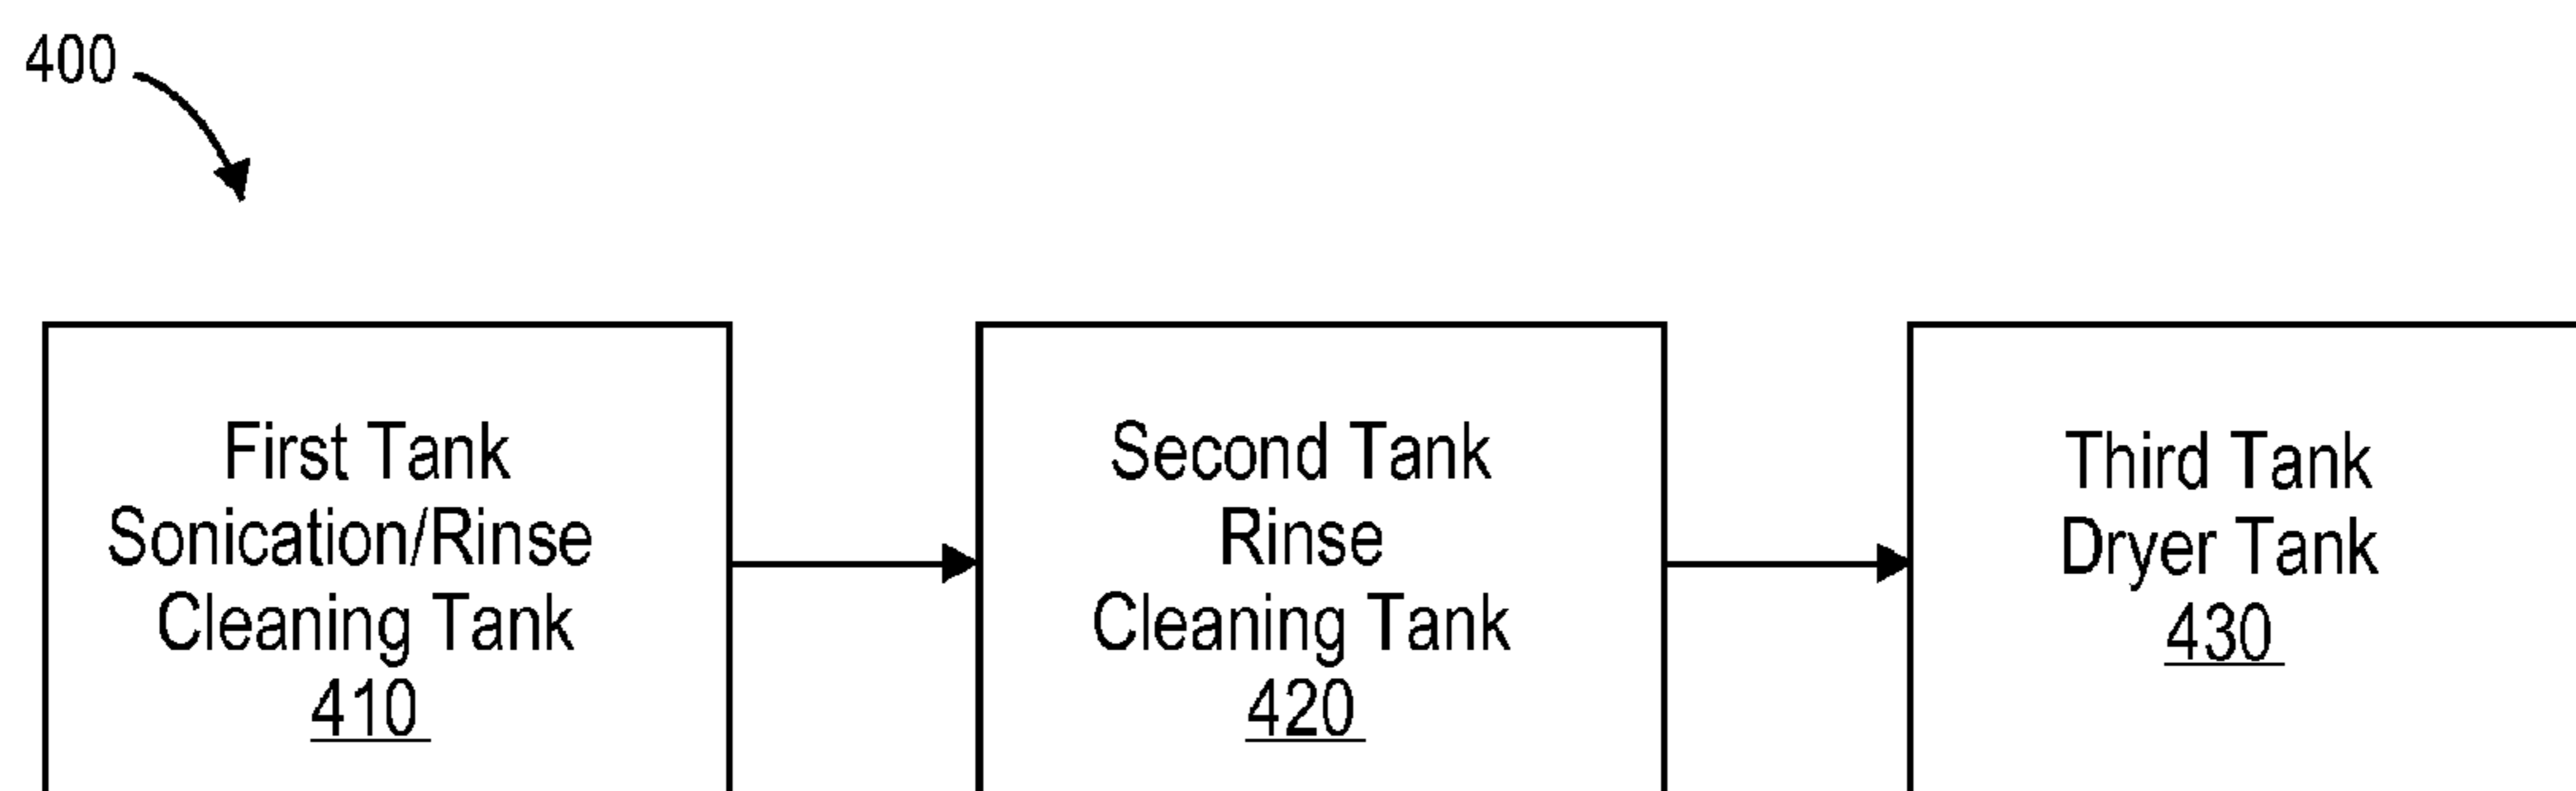 400
First Tank
Sonication/Rinse
Cleaning Tank
410
Second Tank
Rinse
Cleaning Tank
420
Third Tank
Dryer Tank
430